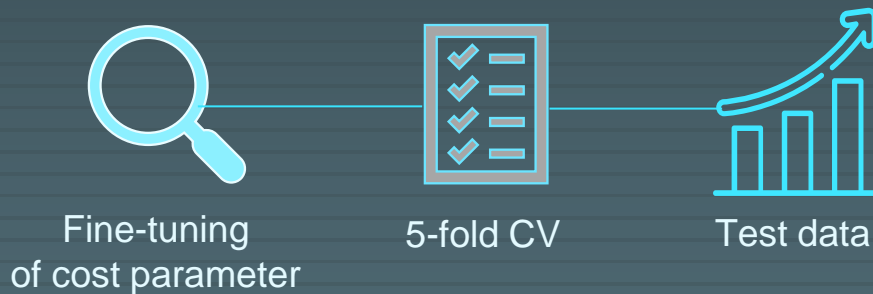 Fine-tuning
of cost parameter
5-fold CV
Test data